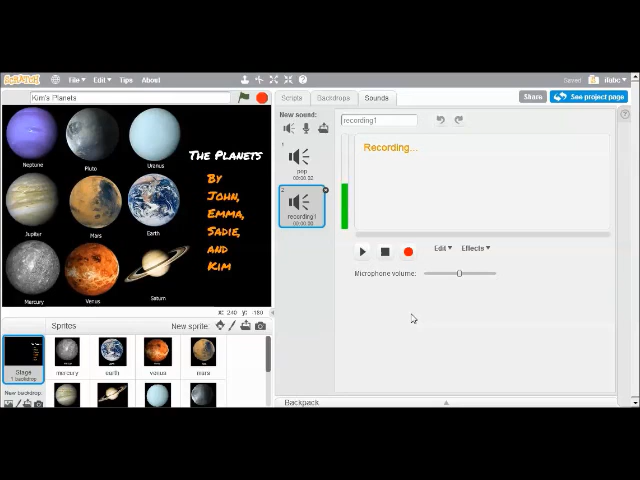 SCRATCH File Edit Tips About Saved itubc
Kim's Planets
Scripts Backdrops Sounds Share See project page
New sound:
recording1
1
pop
00:00.02
2
recording1
00:00.00
Recording...
Edit Effects
Microphone volume:
Neptune Pluto Uranus
The Planets
By
John,
Emma,
Sadie,
and
Kim
Jupiter Mars Earth
Mercury Venus Saturn
x: 240 y: -180
Sprites New sprite:
Stage
1 backdrop
New backdrop:
mercury earth venus mars
Backpack